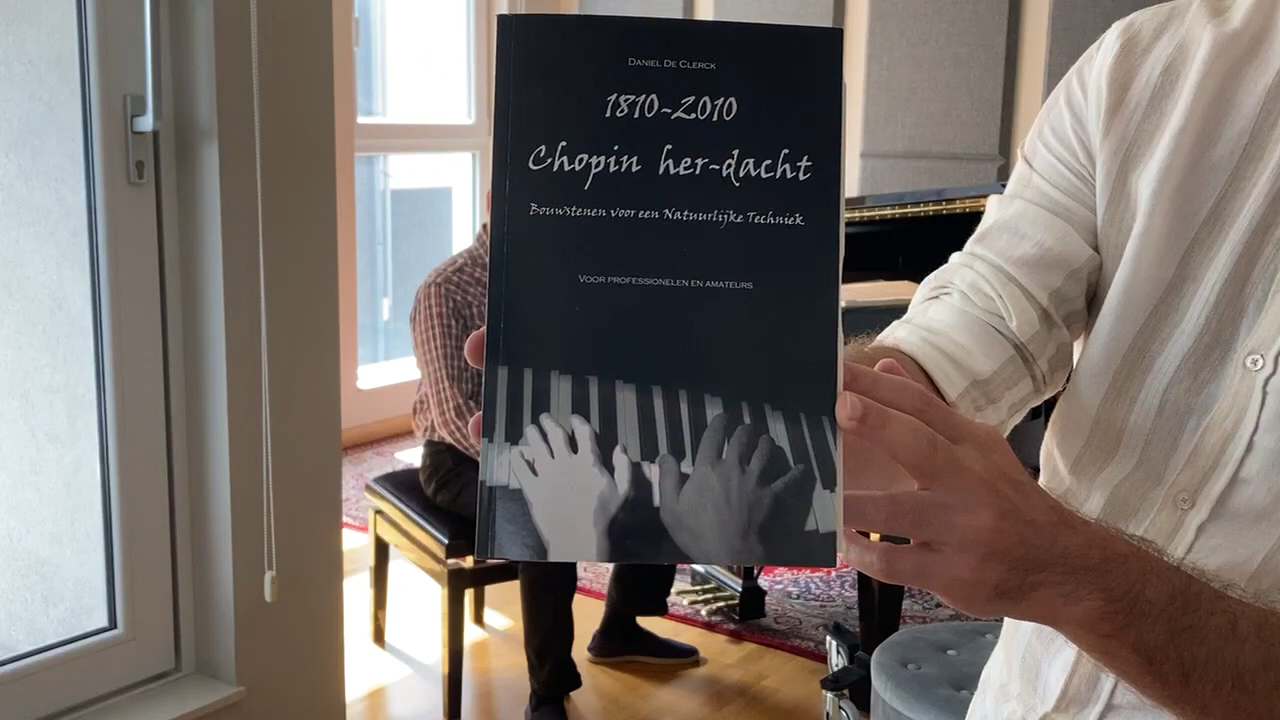 Daniel De Clerck
1810-2010
Chopin her-dacht
Bouwstenen voor een Natuurlijke Techniek
Voor professionelen en amateurs